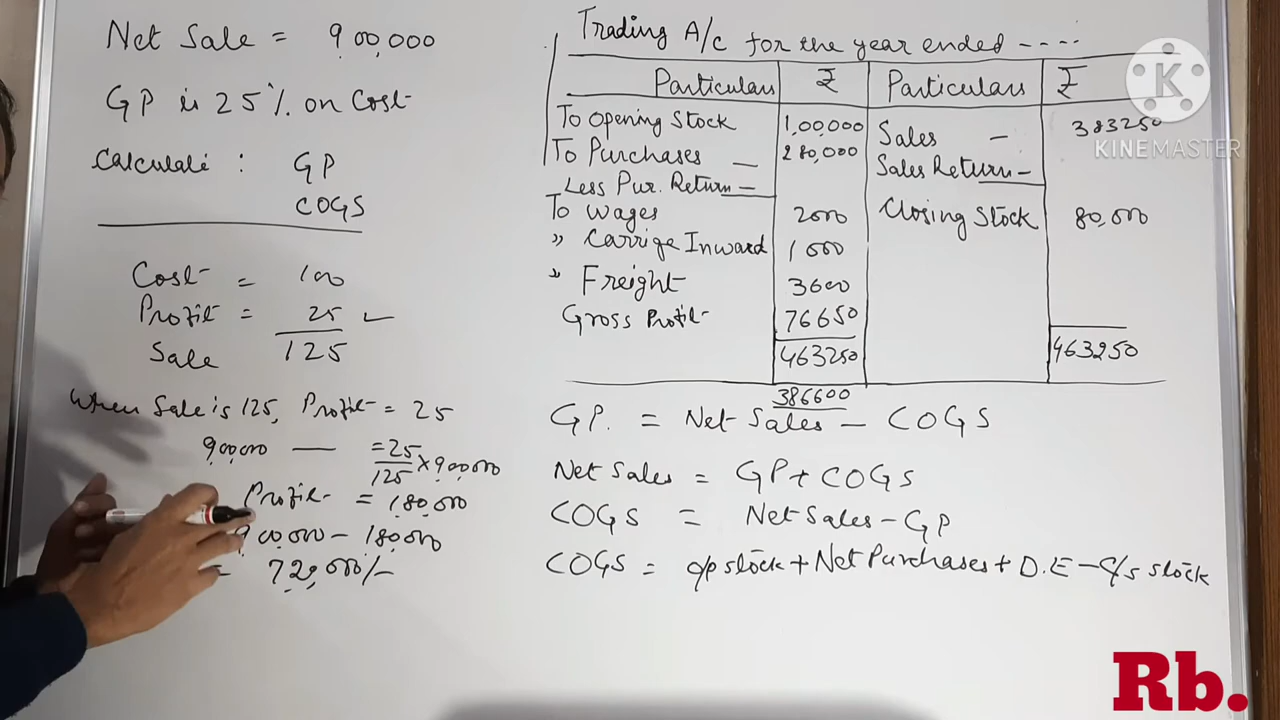 Net Sale = 9,00,000
GP is 25% on Cost
Calculate : GP
COGS
Cost = 100
Profit = 25
Sale 125
When Sale is 125, Profit = 25
9,00,000 — = 25/125 × 9,00,000
Profit = 1,80,000
9,00,000 - 1,80,000
= 7,20,000/-
Trading A/c for the year ended ----
Particulars ₹ Particulars ₹
To Opening Stock 1,00,000 Sales - 383250
To Purchases - 280,000 Sales Return -
Less Pur. Return -
To Wages 2000 Closing Stock 80,000
" Carrige Inward 1000
" Freight 3600
Gross Profit 76650
463250 463250
386600
GP. = Net Sales - COGS
Net Sales = GP + COGS
COGS = Net Sales - GP
COGS = o/p stock + Net Purchases + D.E - C/s stock
K
KINEMASTER
Rb.